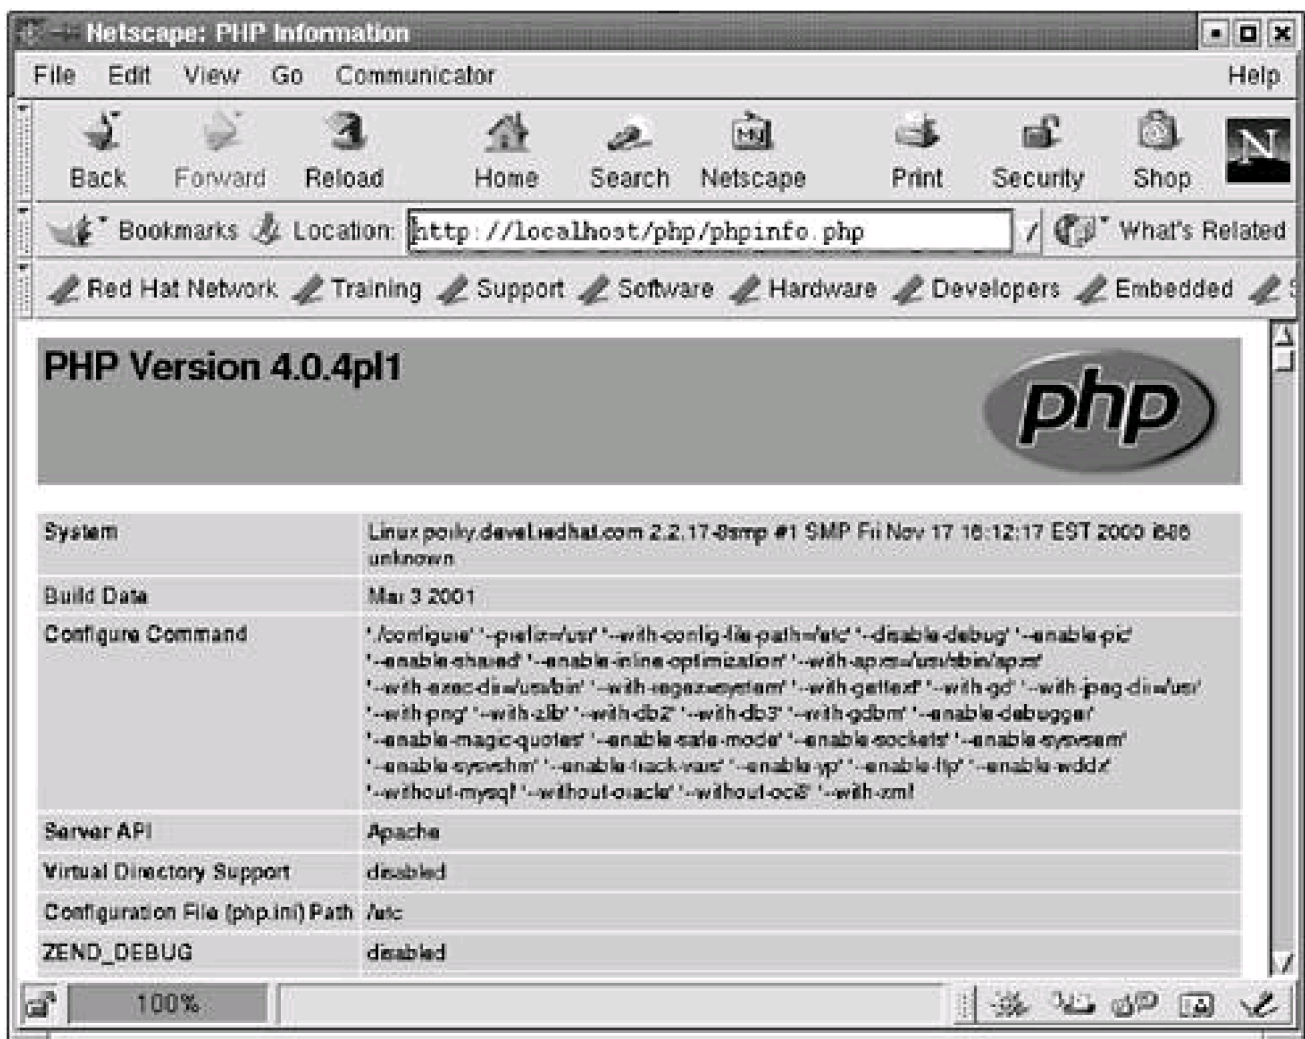 Netscape: PHP Information
File Edit View Go Communicator Help
Back Forward Reload Home Search Netscape Print Security Shop
N
Bookmarks Location: http://localhost/php/phpinfo.php What's Related
Red Hat Network Training Support Software Hardware Developers Embedded S
PHP Version 4.0.4pl1
php
System Linux porky.devel.redhat.com 2.2.17-8smp #1 SMP Fri Nov 17 16:12:17 EST 2000 i686
unknown
Build Date Mar 3 2001
Configure Command './configure' '--prefix=/usr' '--with-config-file-path=/etc' '--disable-debug' '--enable-pic'
'--enable-shared' '--enable-inline-optimization' '--with-apxs=/usr/sbin/apxs'
'--with-exec-dir=/usr/bin' '--with-regex=system' '--with-gettext' '--with-gd' '--with-jpeg-dir=/usr'
'--with-png' '--with-zlib' '--with-db2' '--with-db3' '--with-gdbm' '--enable-debugger'
'--enable-magic-quotes' '--enable-safe-mode' '--enable-sockets' '--enable-sysvsem'
'--enable-sysvshm' '--enable-track-vars' '--enable-yp' '--enable-ftp' '--enable-wddx'
'--without-mysql' '--without-oracle' '--without-oci8' '--with-xml'
Server API Apache
Virtual Directory Support disabled
Configuration File (php.ini) Path /etc
ZEND_DEBUG disabled
100%